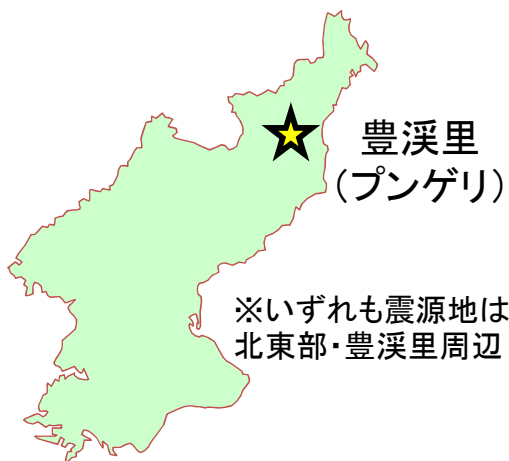 豊渓里
（プンゲリ）
※いずれも震源地は
北東部・豊渓里周辺